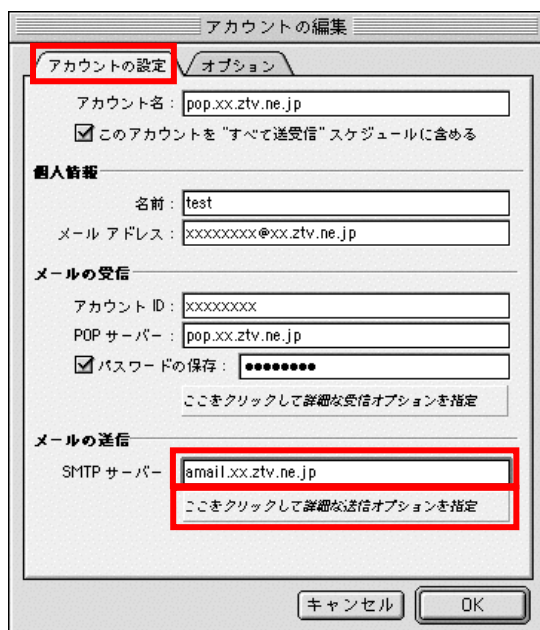 アカウントの編集
アカウントの設定 オプション
アカウント名： pop.xx.ztv.ne.jp
このアカウントを "すべて送受信" スケジュールに含める
個人情報
名前： test
メール アドレス： xxxxxxxx@xx.ztv.ne.jp
メールの受信
アカウント ID： xxxxxxxx
POP サーバー： pop.xx.ztv.ne.jp
パスワードの保存： ●●●●●●●●
ここをクリックして詳細な受信オプションを指定
メールの送信
SMTP サーバー amail.xx.ztv.ne.jp
ここをクリックして詳細な送信オプションを指定
キャンセル OK